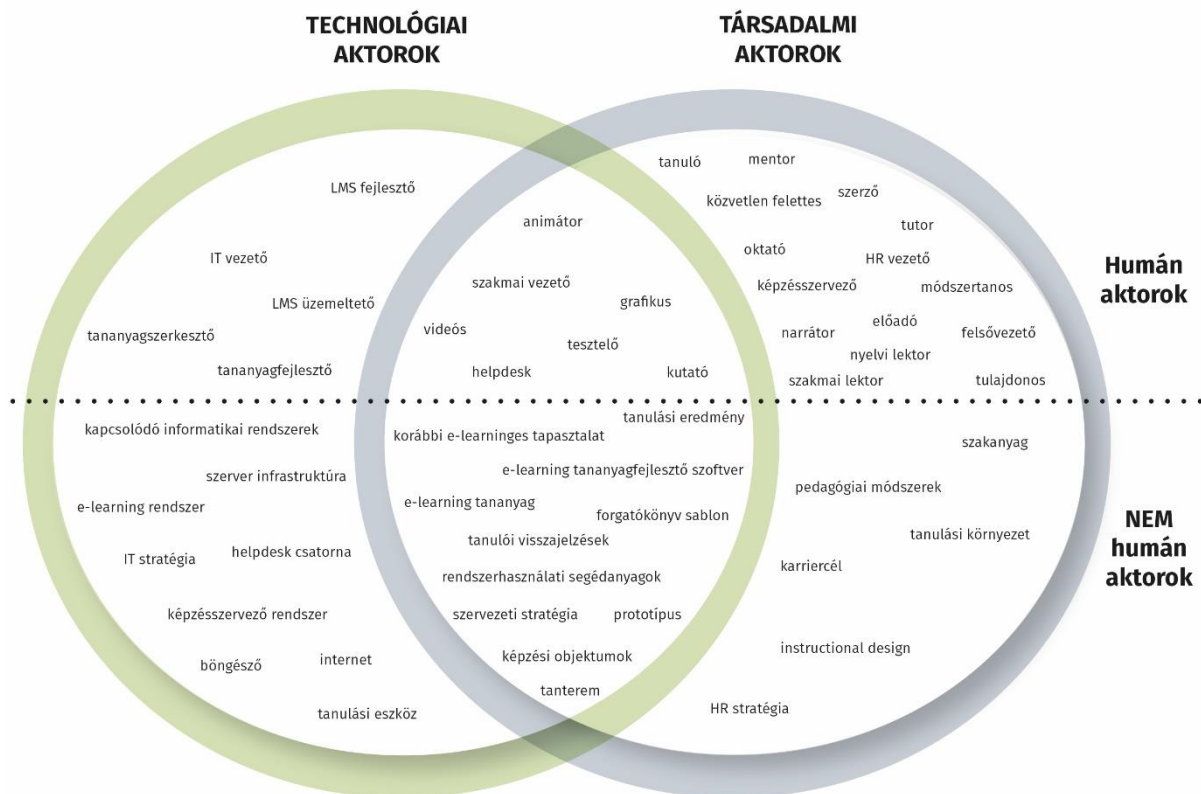 TECHNOLÓGIAI
AKTOROK
TÁRSADALMI
AKTOROK
LMS fejlesztő
IT vezető
LMS üzemeltető
tananyagszerkesztő
tananyagfejlesztő
animátor
szakmai vezető
grafikus
videós
tesztelő
helpdesk
kutató
tanuló
mentor
közvetlen felettes
szerző
tutor
oktató
HR vezető
képzésszervező
módszertanos
narrátor
előadó
felsővezető
nyelvi lektor
szakmai lektor
tulajdonos
Humán
aktorok
kapcsolódó informatikai rendszerek
szerver infrastruktúra
e-learning rendszer
IT stratégia
helpdesk csatorna
képzésszervező rendszer
böngésző
internet
tanulási eszköz
tanulási eredmény
korábbi e-learninges tapasztalat
e-learning tananyagfejlesztő szoftver
e-learning tananyag
forgatókönyv sablon
tanulói visszajelzések
rendszerhasználati segédanyagok
szervezeti stratégia
prototípus
képzési objektumok
tanterem
szakanyag
pedagógiai módszerek
tanulási környezet
karriercél
instructional design
HR stratégia
NEM
humán
aktorok